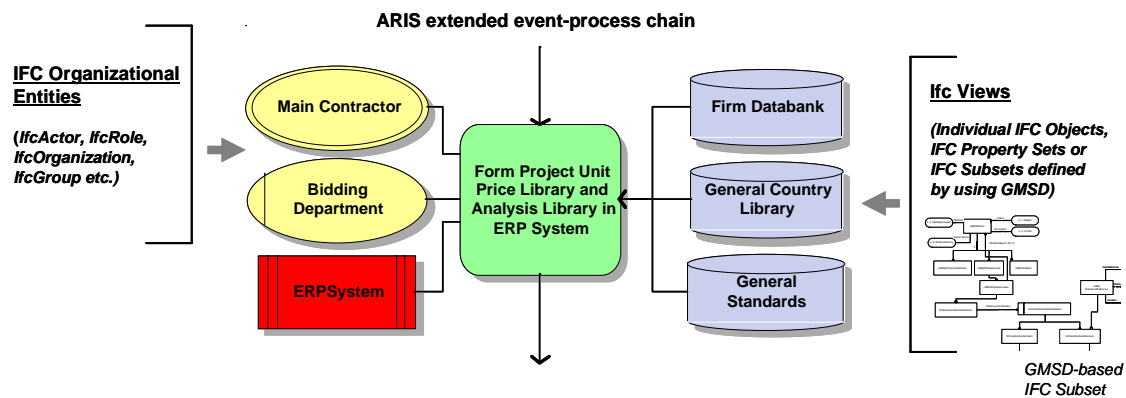 ARIS extended event-process chain
IFC Organizational
Entities
(IfcActor, IfcRole,
IfcOrganization,
IfcGroup etc.)
Main Contractor
Bidding
Department
ERPSystem
Form Project Unit
Price Library and
Analysis Library in
ERP System
Firm Databank
General Country
Library
General
Standards
Ifc Views
(Individual IFC Objects,
IFC Property Sets or
IFC Subsets defined
by using GMSD)
GMSD-based
IFC Subset